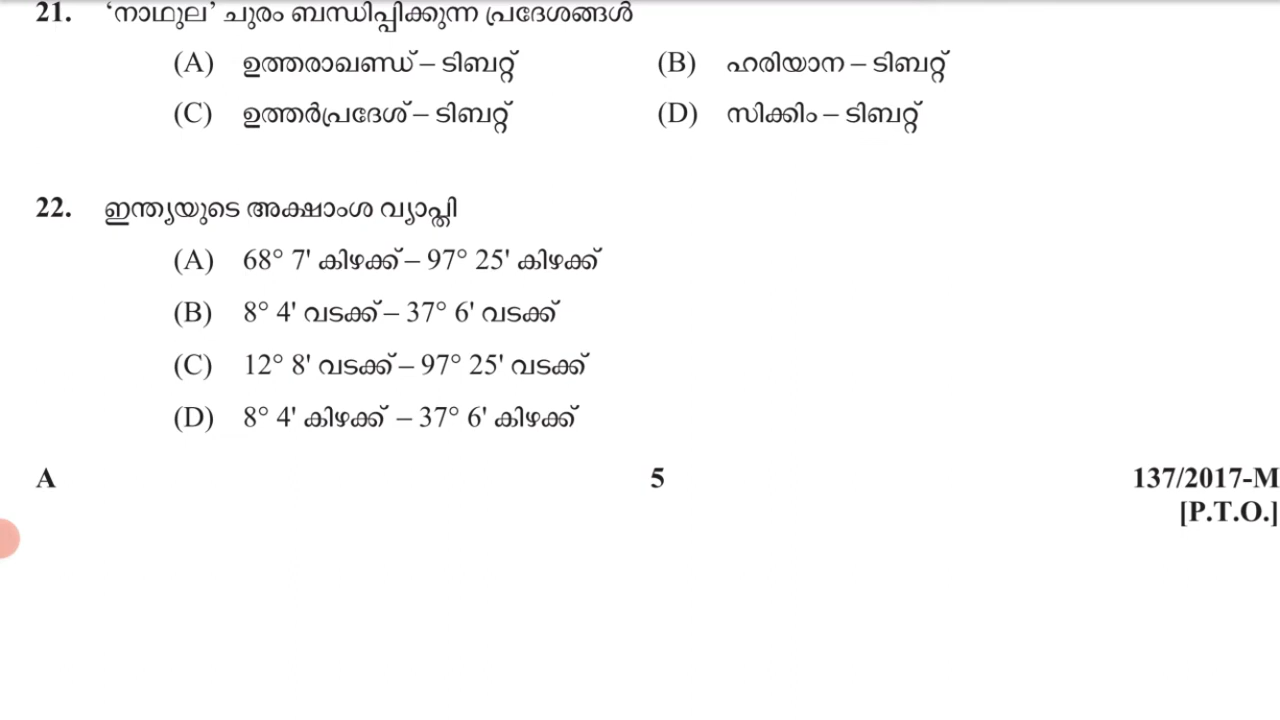 21. ‘നാഥുല’ ചുരം ബന്ധിപ്പിക്കുന്ന പ്രദേശങ്ങൾ
(A) ഉത്തരാഖണ്ഡ് – ടിബറ്റ് (B) ഹരിയാന – ടിബറ്റ്
(C) ഉത്തർപ്രദേശ് – ടിബറ്റ് (D) സിക്കിം – ടിബറ്റ്
22. ഇന്ത്യയുടെ അക്ഷാംശ വ്യാപ്തി
(A) 68° 7' കിഴക്ക് – 97° 25' കിഴക്ക്
(B) 8° 4' വടക്ക് – 37° 6' വടക്ക്
(C) 12° 8' വടക്ക് – 97° 25' വടക്ക്
(D) 8° 4' കിഴക്ക് – 37° 6' കിഴക്ക്
A 5 137/2017-M
[P.T.O.]